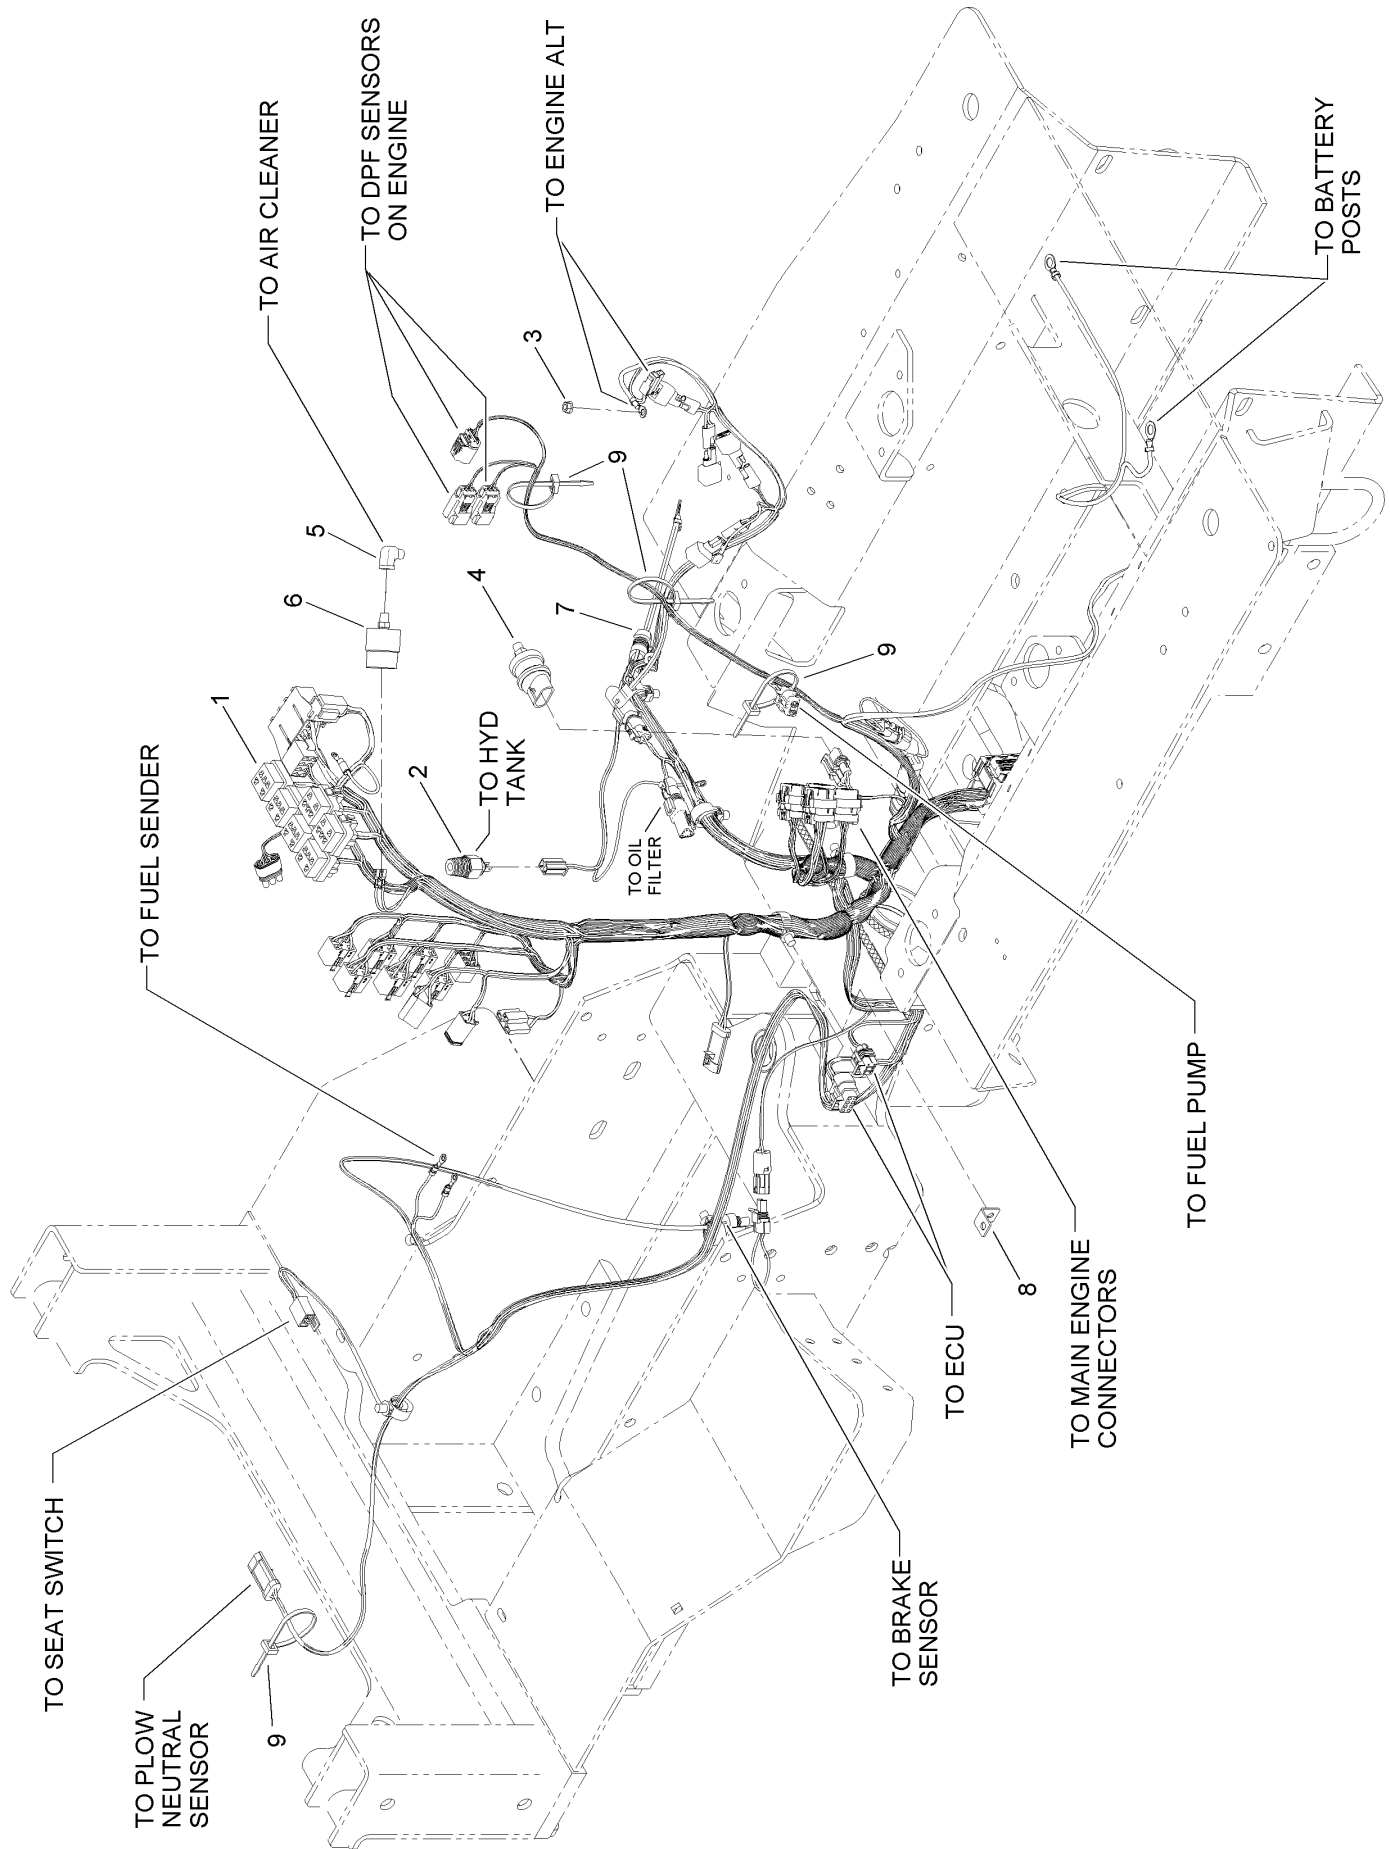 TO SEAT SWITCH
TO PLOW
NEUTRAL
SENSOR
9
TO FUEL SENDER
1
TO AIR CLEANER
6
5
TO DPF SENSORS
ON ENGINE
TO ENGINE ALT
3
2
TO HYD
TANK
4
7
9
9
TO OIL
FILTER
TO BATTERY
POSTS
TO BRAKE
SENSOR
TO ECU
8
TO MAIN ENGINE
CONNECTORS
TO FUEL PUMP